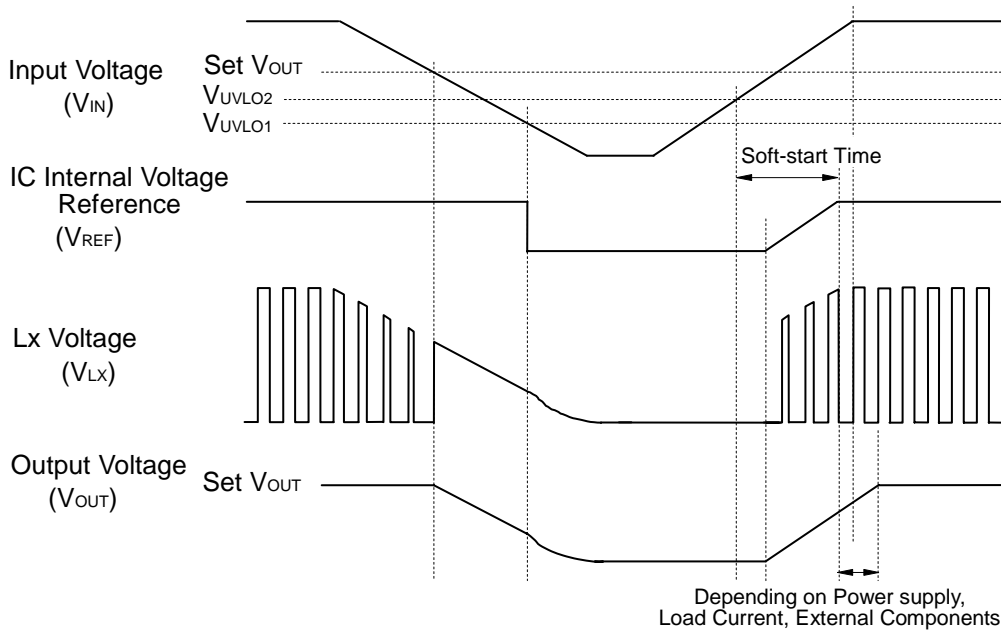 Input Voltage
(VIN)
Set VOUT
VUVLO2
VUVLO1
Soft-start Time
IC Internal Voltage
Reference
(VREF)
Lx Voltage
(VLX)
Output Voltage
(VOUT)
Set VOUT
Depending on Power supply,
Load Current, External Components